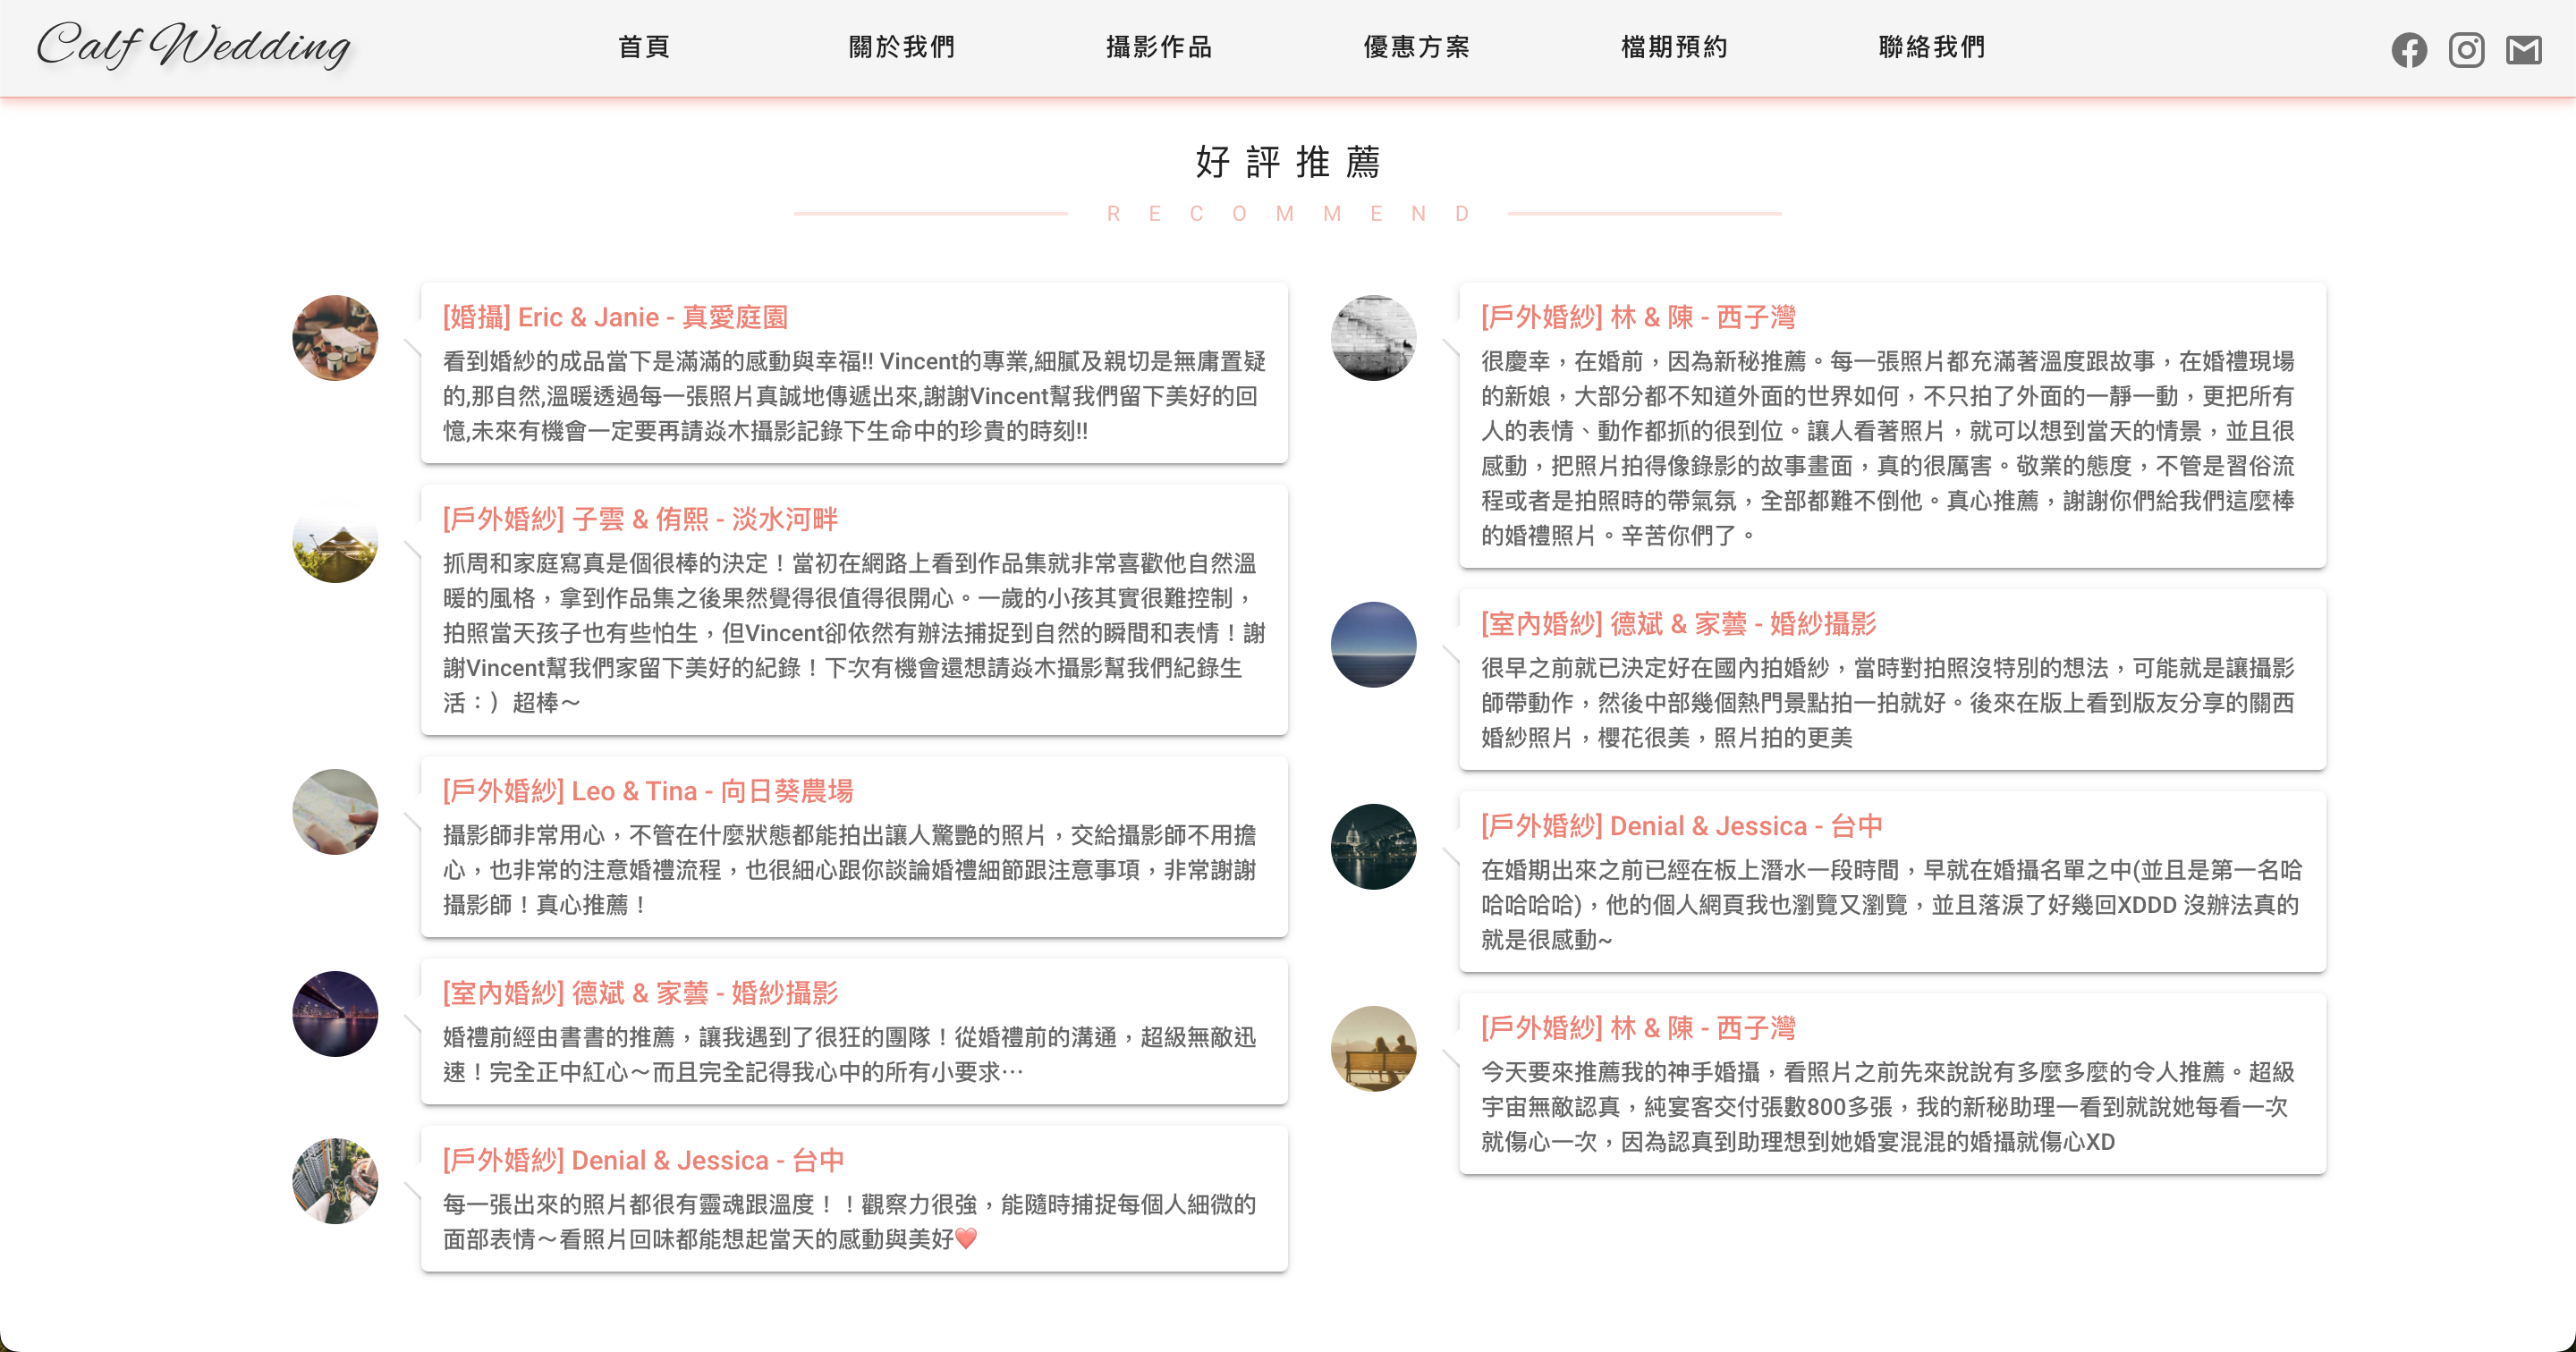 Calf Wedding
首頁
關於我們
攝影作品
優惠方案
檔期預約
聯絡我們
好評推薦
RECOMMEND
[婚攝] Eric & Janie - 真愛庭園
看到婚紗的成品當下是滿滿的感動與幸福!! Vincent的專業,細膩及親切是無庸置疑
的,那自然,溫暖透過每一張照片真誠地傳遞出來,謝謝Vincent幫我們留下美好的回
憶,未來有機會一定要再請焱木攝影記錄下生命中的珍貴的時刻!!
[戶外婚紗] 子雲 & 侑熙 - 淡水河畔
抓周和家庭寫真是個很棒的決定！當初在網路上看到作品集就非常喜歡他自然溫
暖的風格，拿到作品集之後果然覺得很值得很開心。一歲的小孩其實很難控制，
拍照當天孩子也有些怕生，但Vincent卻依然有辦法捕捉到自然的瞬間和表情！謝
謝Vincent幫我們家留下美好的紀錄！下次有機會還想請焱木攝影幫我們紀錄生
活：）超棒～
[戶外婚紗] Leo & Tina - 向日葵農場
攝影師非常用心，不管在什麼狀態都能拍出讓人驚艷的照片，交給攝影師不用擔
心，也非常的注意婚禮流程，也很細心跟你談論婚禮細節跟注意事項，非常謝謝
攝影師！真心推薦！
[室內婚紗] 德斌 & 家蕓 - 婚紗攝影
婚禮前經由書書的推薦，讓我遇到了很狂的團隊！從婚禮前的溝通，超級無敵迅
速！完全正中紅心～而且完全記得我心中的所有小要求⋯
[戶外婚紗] Denial & Jessica - 台中
每一張出來的照片都很有靈魂跟溫度！！觀察力很強，能隨時捕捉每個人細微的
面部表情～看照片回味都能想起當天的感動與美好❤️
[戶外婚紗] 林 & 陳 - 西子灣
很慶幸，在婚前，因為新秘推薦。每一張照片都充滿著溫度跟故事，在婚禮現場
的新娘，大部分都不知道外面的世界如何，不只拍了外面的一靜一動，更把所有
人的表情、動作都抓的很到位。讓人看著照片，就可以想到當天的情景，並且很
感動，把照片拍得像錄影的故事畫面，真的很厲害。敬業的態度，不管是習俗流
程或者是拍照時的帶氣氛，全部都難不倒他。真心推薦，謝謝你們給我們這麼棒
的婚禮照片。辛苦你們了。
[室內婚紗] 德斌 & 家蕓 - 婚紗攝影
很早之前就已決定好在國內拍婚紗，當時對拍照沒特別的想法，可能就是讓攝影
師帶動作，然後中部幾個熱門景點拍一拍就好。後來在版上看到版友分享的關西
婚紗照片，櫻花很美，照片拍的更美
[戶外婚紗] Denial & Jessica - 台中
在婚期出來之前已經在板上潛水一段時間，早就在婚攝名單之中(並且是第一名哈
哈哈哈哈)，他的個人網頁我也瀏覽又瀏覽，並且落淚了好幾回XDDD 沒辦法真的
就是很感動~
[戶外婚紗] 林 & 陳 - 西子灣
今天要來推薦我的神手婚攝，看照片之前先來說說有多麼多麼的令人推薦。超級
宇宙無敵認真，純宴客交付張數800多張，我的新秘助理一看到就說她每看一次
就傷心一次，因為認真到助理想到她婚宴混混的婚攝就傷心XD